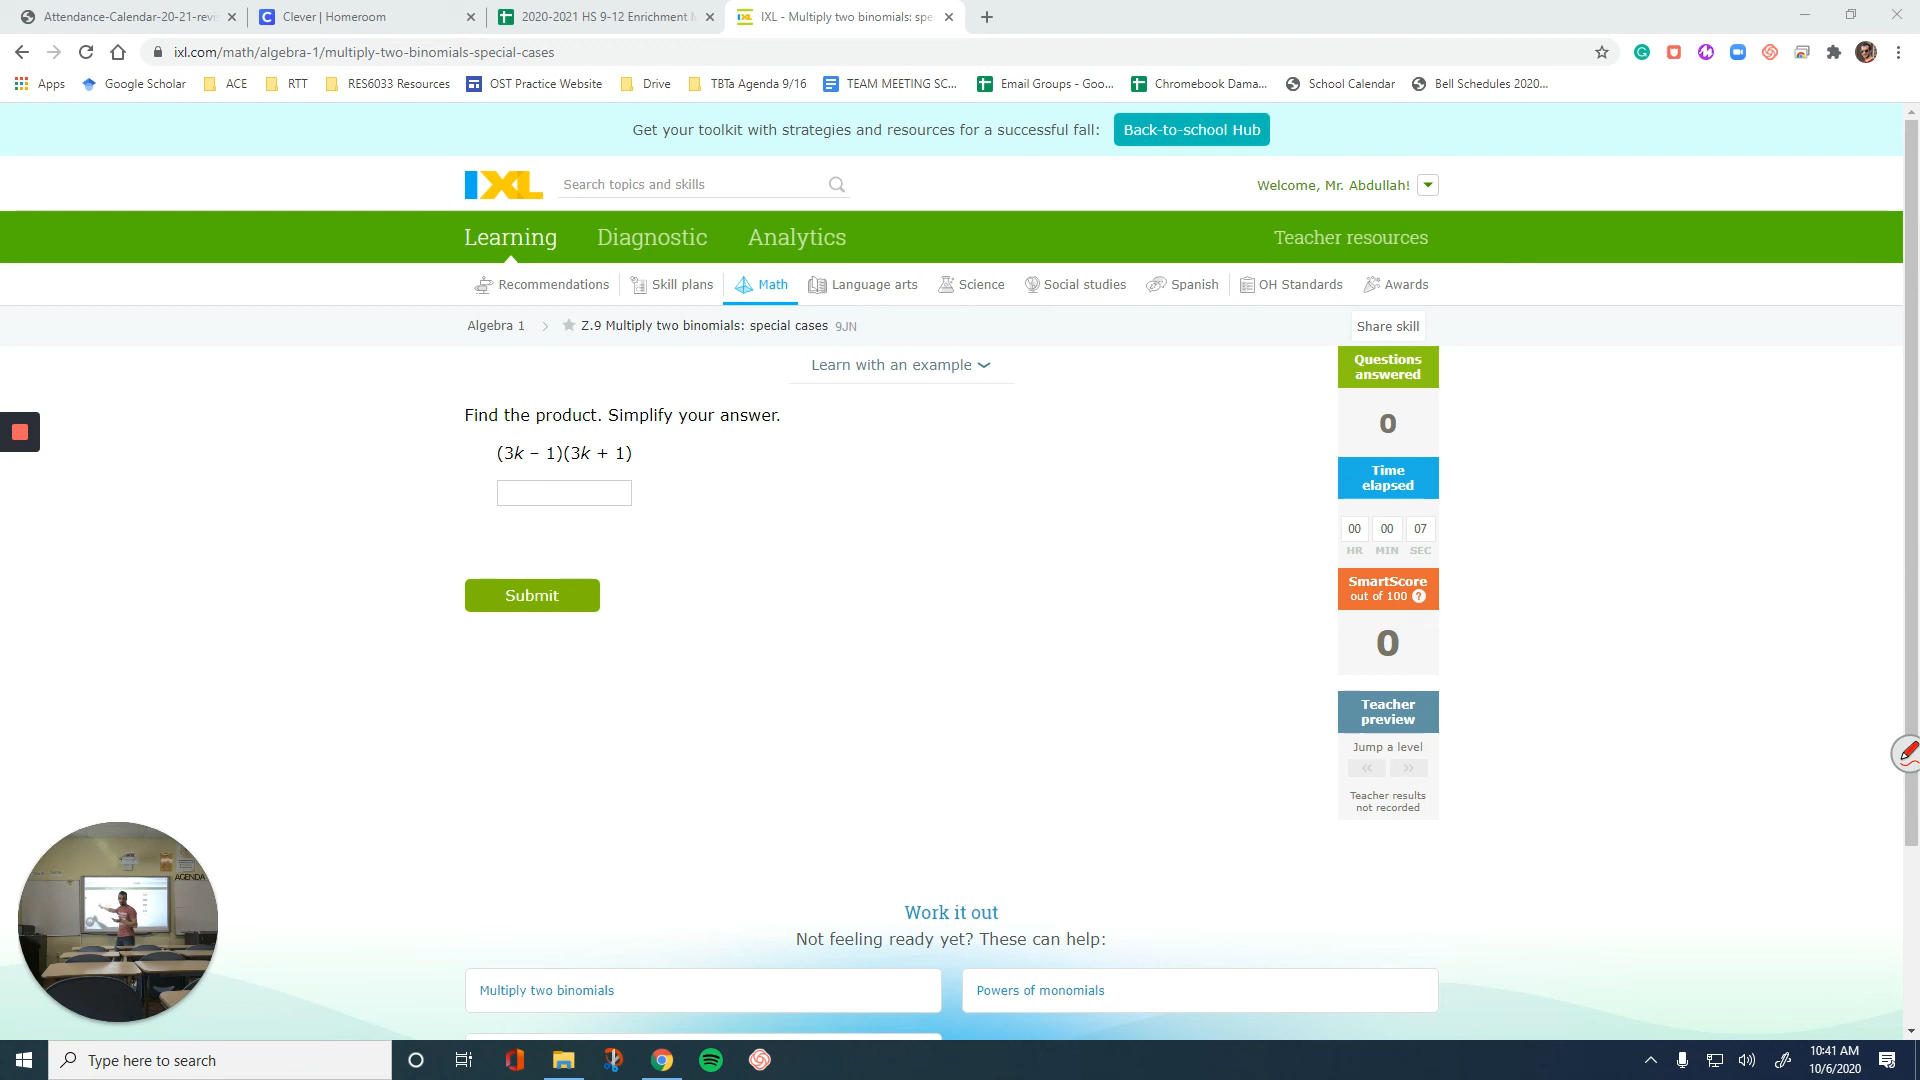 Attendance-Calendar-20-21-revi
Clever | Homeroom
2020-2021 HS 9-12 Enrichment
IXL - Multiply two binomials: spe
ixl.com/math/algebra-1/multiply-two-binomials-special-cases
Apps
Google Scholar
ACE
RTT
RES6033 Resources
OST Practice Website
Drive
TBTa Agenda 9/16
TEAM MEETING SC...
Email Groups - Goo...
Chromebook Dama...
School Calendar
Bell Schedules 2020...
Get your toolkit with strategies and resources for a successful fall:
Back-to-school Hub
IXL
Search topics and skills
Welcome, Mr. Abdullah!
Learning
Diagnostic
Analytics
Teacher resources
Recommendations
Skill plans
Math
Language arts
Science
Social studies
Spanish
OH Standards
Awards
Algebra 1
Z.9 Multiply two binomials: special cases 9JN
Share skill
Learn with an example
Questions
answered
0
Find the product. Simplify your answer.
(3k − 1)(3k + 1)
Time
elapsed
00 00 07
HR MIN SEC
Submit
SmartScore
out of 100 ?
0
Teacher
preview
Jump a level
Teacher results
not recorded
AGENDA
Work it out
Not feeling ready yet? These can help:
Multiply two binomials
Powers of monomials
Type here to search
10:41 AM
10/6/2020